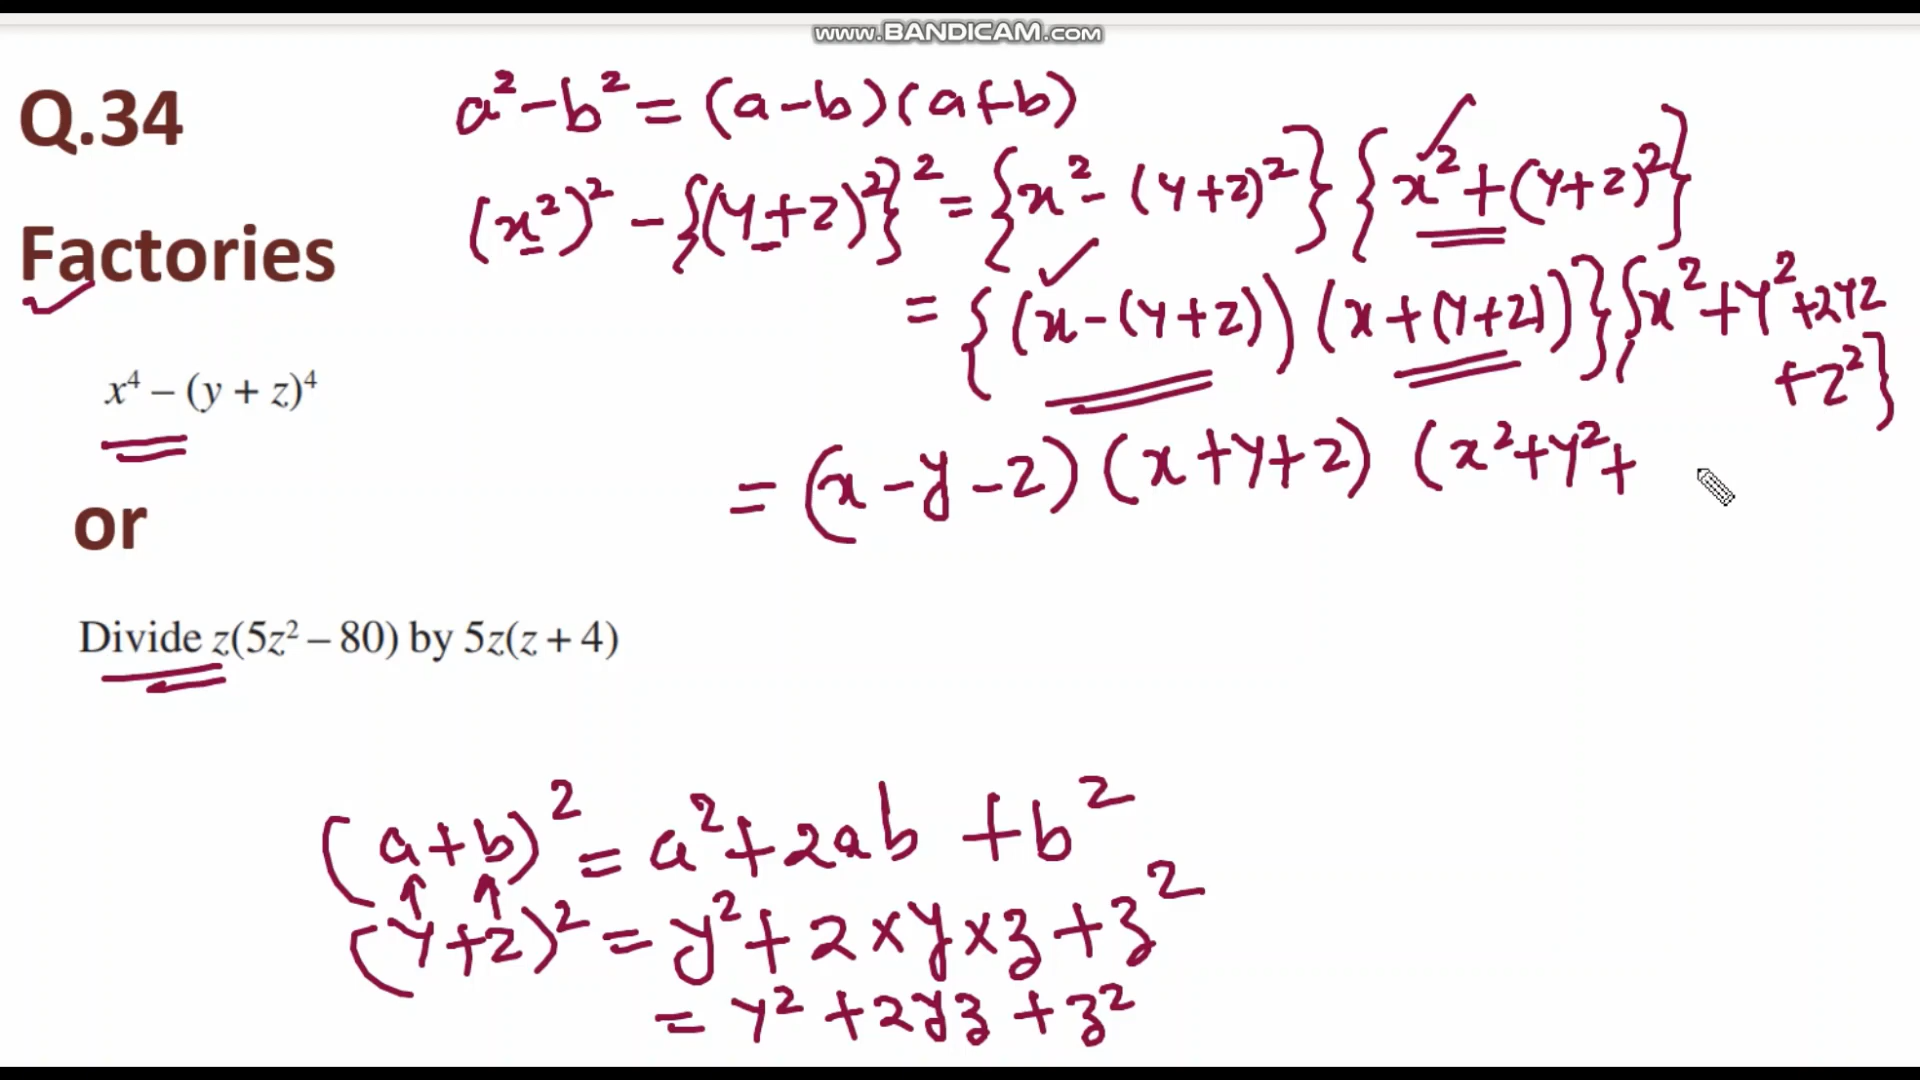 www.BANDICAM.com
Q.34
Factories
x⁴ – (y + z)⁴
or
Divide z(5z² – 80) by 5z(z + 4)
a² - b² = (a-b)(a+b)
(x²)² - {(y+z)²}² = {x² - (y+z)²} {x² + (y+z)²}
= {(x-(y+z)) (x+(y+z))} {x² + y² + 2yz
+z²}
= (x-y-z) (x+y+z) (x²+y²+
(a+b)² = a² + 2ab + b²
(y+z)² = y² + 2×y×z + z²
= y² + 2yz + z²